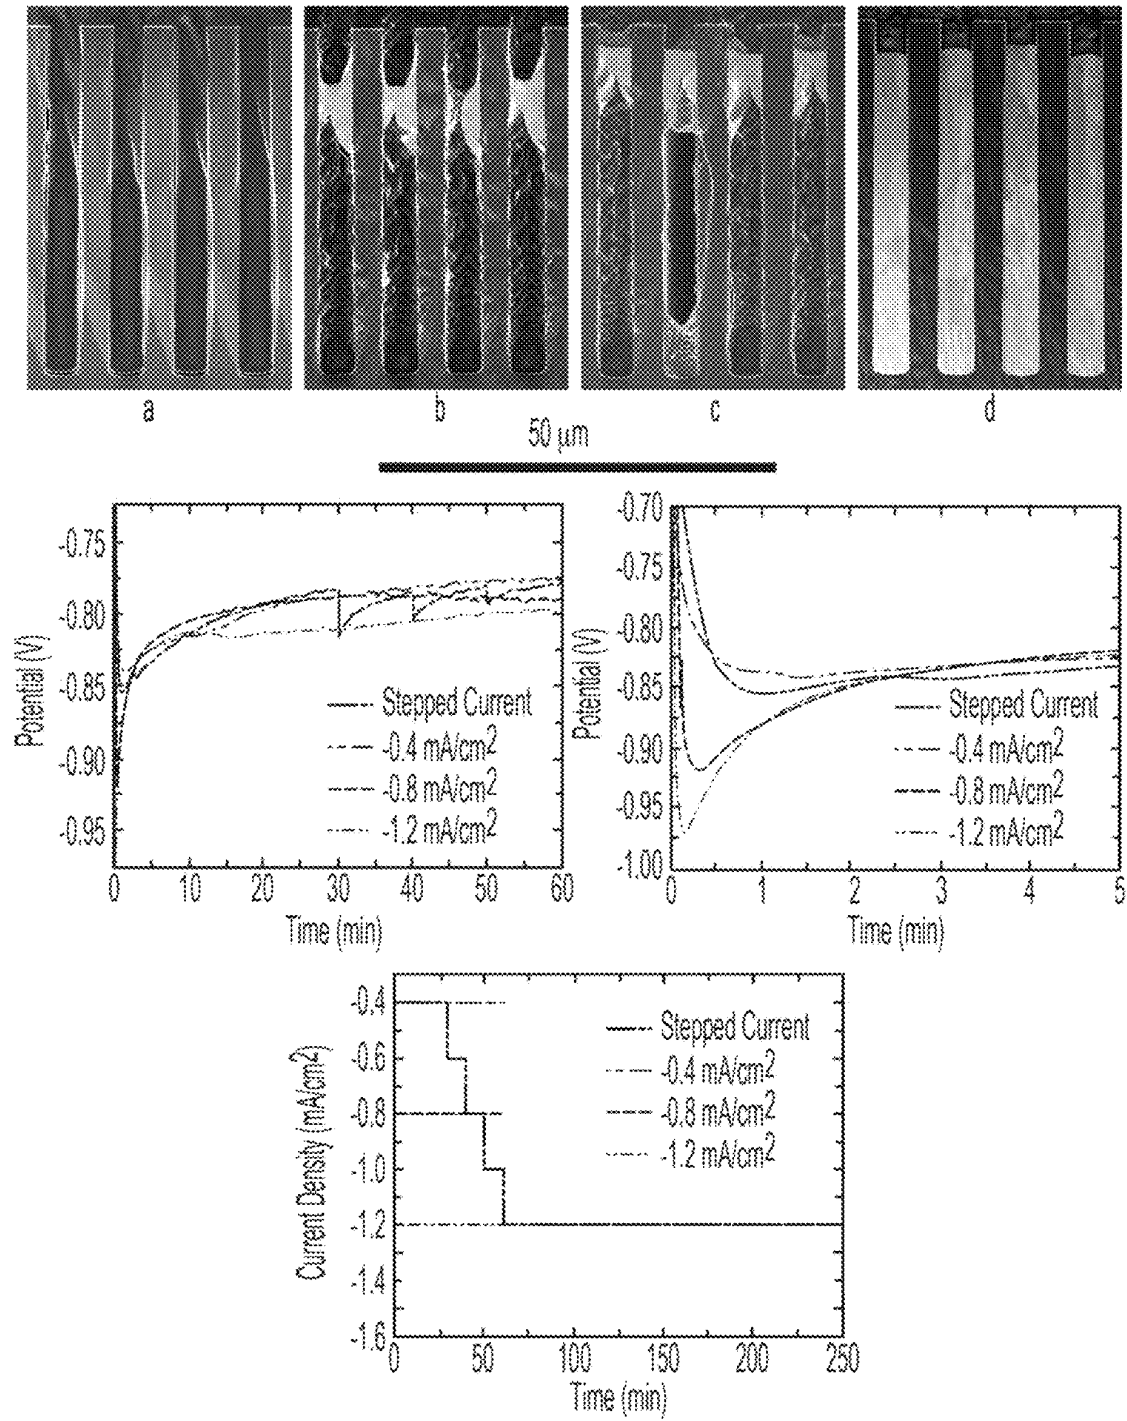 a b c d
50 μm
Potential (V)
-0.75
-0.80
-0.85
-0.90
-0.95
Stepped Current
-0.4 mA/cm2
-0.8 mA/cm2
-1.2 mA/cm2
0 10 20 30 40 50 60
Time (min)
Potential (V)
-0.70
-0.75
-0.80
-0.85
-0.90
-0.95
-1.00
Stepped Current
-0.4 mA/cm2
-0.8 mA/cm2
-1.2 mA/cm2
0 1 2 3 4 5
Time (min)
Current Density (mA/cm2)
-0.4
-0.6
-0.8
-1.0
-1.2
-1.4
-1.6
Stepped Current
-0.4 mA/cm2
-0.8 mA/cm2
-1.2 mA/cm2
0 50 100 150 200 250
Time (min)